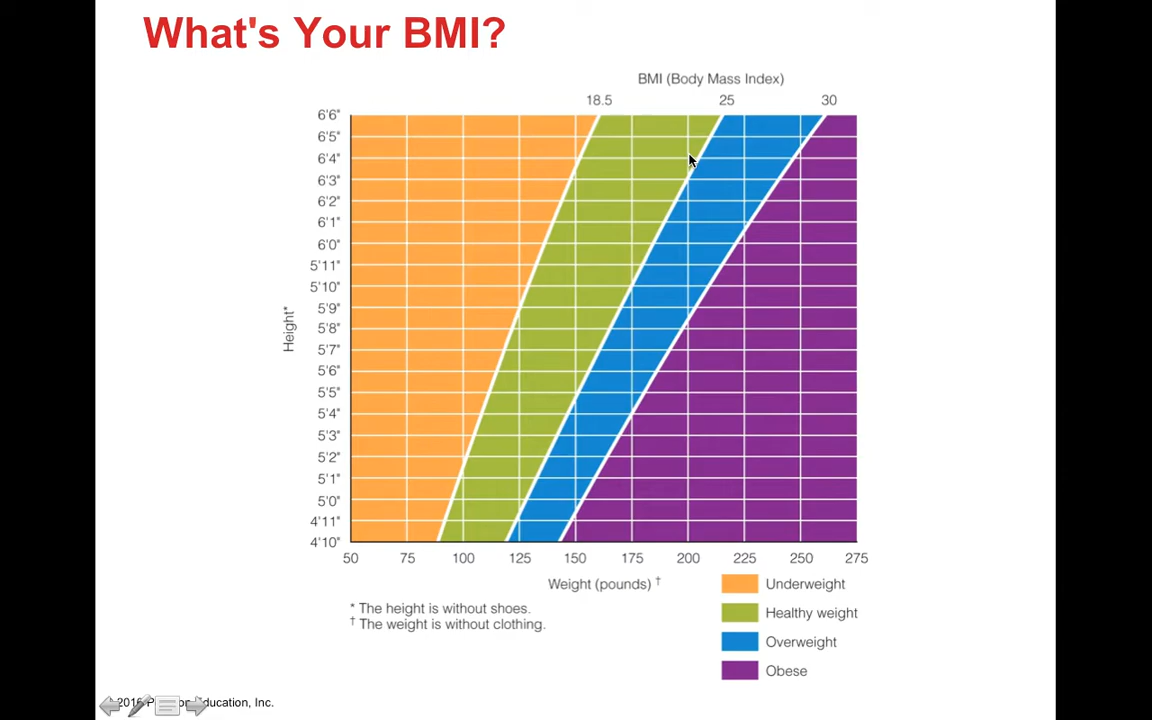 What's Your BMI?
BMI (Body Mass Index)
18.5 25 30
6'6"
6'5"
6'4"
6'3"
6'2"
6'1"
6'0"
5'11"
5'10"
5'9"
5'8"
5'7"
5'6"
5'5"
5'4"
5'3"
5'2"
5'1"
5'0"
4'11"
4'10"
Height*
50 75 100 125 150 175 200 225 250 275
Weight (pounds) †
Underweight
Healthy weight
Overweight
Obese
* The height is without shoes.
† The weight is without clothing.
2016 Education, Inc.